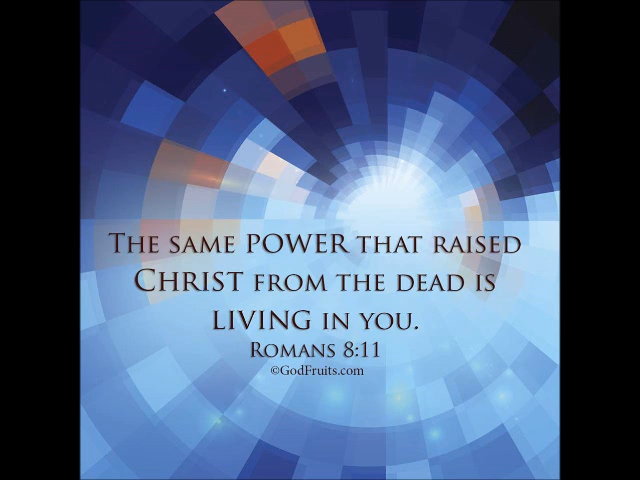 The same POWER that raised
CHRIST from the dead is
LIVING in you.
Romans 8:11
©GodFruits.com